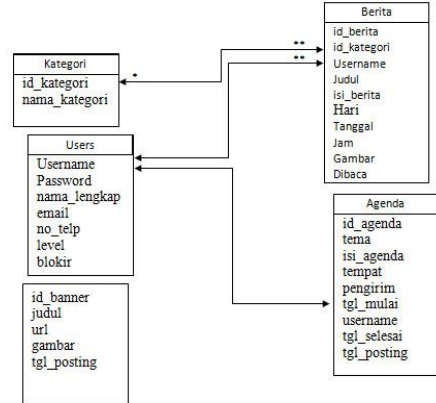 Kategori
id_kategori
nama_kategori
*
**
**
Berita
id_berita
id_kategori
Username
Judul
isi_berita
Hari
Tanggal
Jam
Gambar
Dibaca
Users
Username
Password
nama_lengkap
email
no_telp
level
blokir
Agenda
id_agenda
tema
isi_agenda
tempat
pengirim
tgl_mulai
username
tgl_selesai
tgl_posting
id_banner
judul
url
gambar
tgl_posting